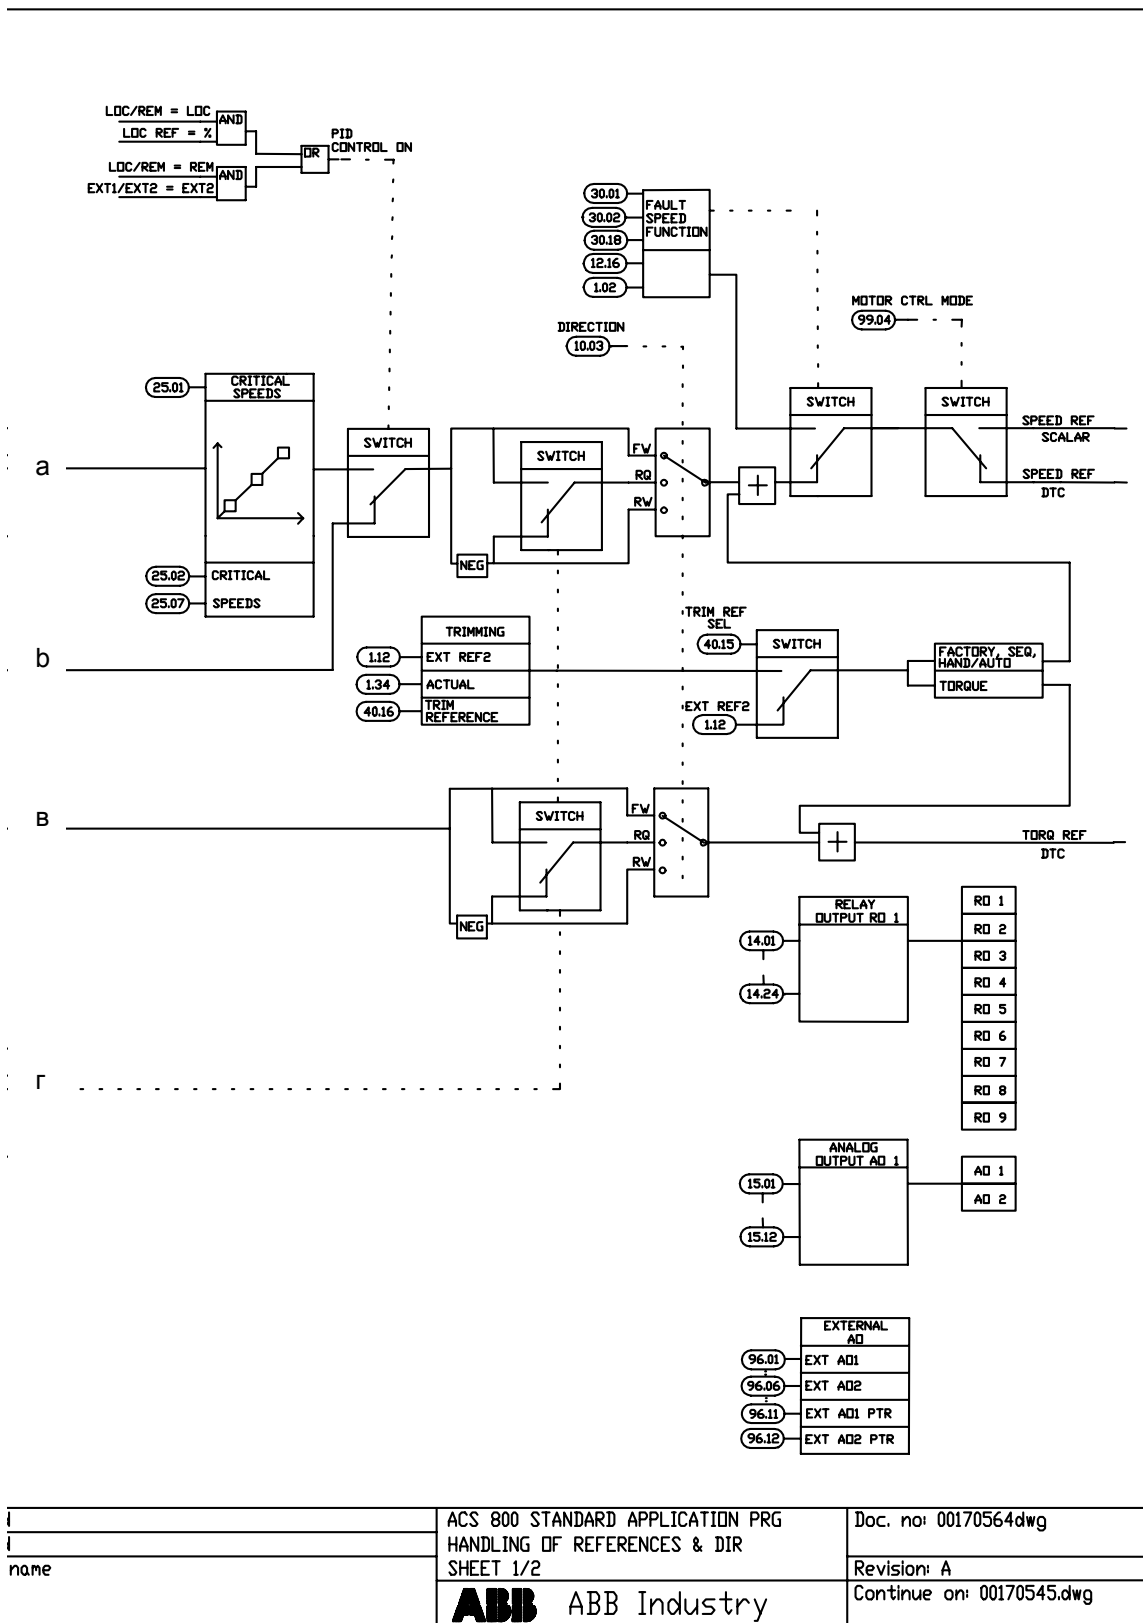 LOC/REM = LOC
LOC REF = %
AND
LOC/REM = REM
EXT1/EXT2 = EXT2
AND
OR
PID
CONTROL ON
30.01
30.02
30.18
12.16
1.02
FAULT
SPEED
FUNCTION
MOTOR CTRL MODE
99.04
DIRECTION
10.03
25.01
CRITICAL
SPEEDS
SWITCH
SWITCH
FW
RQ
RW
NEG
SWITCH
SWITCH
SPEED REF
SCALAR
SPEED REF
DTC
+
а
25.02
CRITICAL
25.07
SPEEDS
b
TRIMMING
1.12
EXT REF2
1.34
ACTUAL
40.16
TRIM
REFERENCE
TRIM REF
SEL
40.15
SWITCH
EXT REF2
1.12
FACTORY, SEQ,
HAND/AUTO
TORQUE
в
SWITCH
FW
RQ
RW
NEG
+
TORQ REF
DTC
RELAY
OUTPUT RO 1
14.01
14.24
RO 1
RO 2
RO 3
RO 4
RO 5
RO 6
RO 7
RO 8
RO 9
г
ANALOG
OUTPUT AO 1
15.01
15.12
AO 1
AO 2
EXTERNAL
AO
96.01
EXT AO1
96.06
EXT AO2
96.11
EXT AO1 PTR
96.12
EXT AO2 PTR
name
ACS 800 STANDARD APPLICATION PRG
HANDLING OF REFERENCES & DIR
SHEET 1/2
ABB ABB Industry
Doc. no: 00170564dwg
Revision: A
Continue on: 00170545.dwg